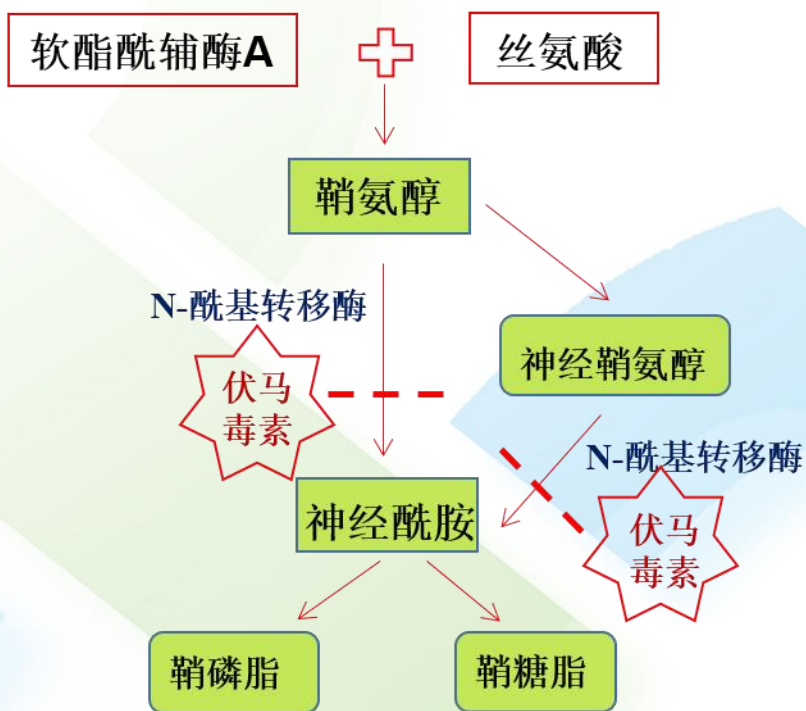 软酯酰辅酶A
丝氨酸
鞘氨醇
N-酰基转移酶
伏马
毒素
神经鞘氨醇
N-酰基转移酶
伏马
毒素
神经酰胺
鞘磷脂
鞘糖脂